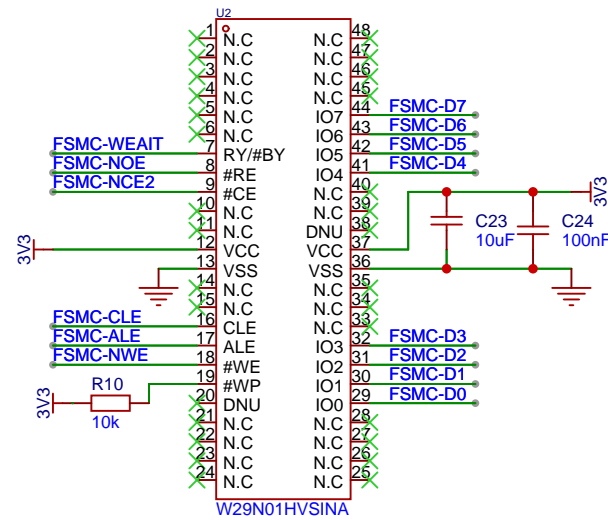 U2
1 N.C N.C 48
2 N.C N.C 47
3 N.C N.C 46
4 N.C N.C 45
5 N.C IO7 44 FSMC-D7
6 N.C IO6 43 FSMC-D6
FSMC-WEAIT 7 RY/#BY IO5 42 FSMC-D5
FSMC-NOE 8 #RE IO4 41 FSMC-D4
FSMC-NCE2 9 #CE N.C 40
10 N.C N.C 39
11 N.C DNU 38
3V3 12 VCC VCC 37 3V3
C23 10uF
C24 100nF
13 VSS VSS 36
14 N.C N.C 35
15 N.C N.C 34
FSMC-CLE 16 CLE N.C 33
FSMC-ALE 17 ALE IO3 32 FSMC-D3
FSMC-NWE 18 #WE IO2 31 FSMC-D2
3V3 R10 10k 19 #WP IO1 30 FSMC-D1
20 DNU IO0 29 FSMC-D0
21 N.C N.C 28
22 N.C N.C 27
23 N.C N.C 26
24 N.C N.C 25
W29N01HVSINA